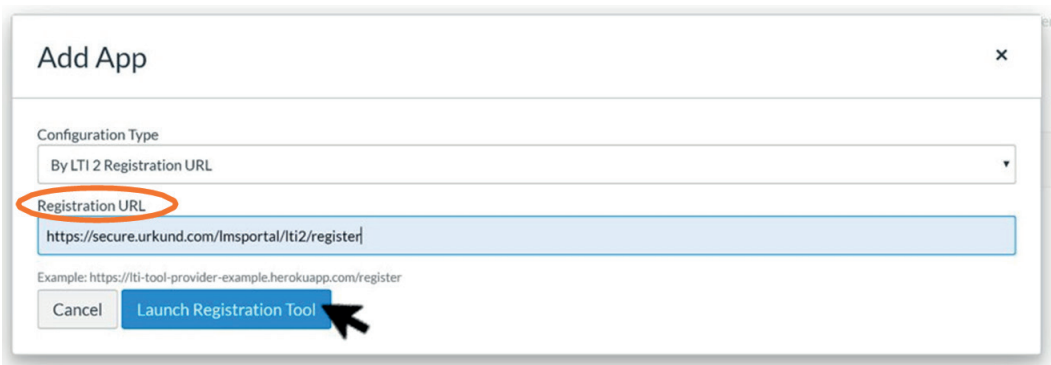 Add App
×
Configuration Type
By LTI 2 Registration URL
Registration URL
https://secure.urkund.com/lmsportal/lti2/register
Example: https://lti-tool-provider-example.herokuapp.com/register
Cancel Launch Registration Tool